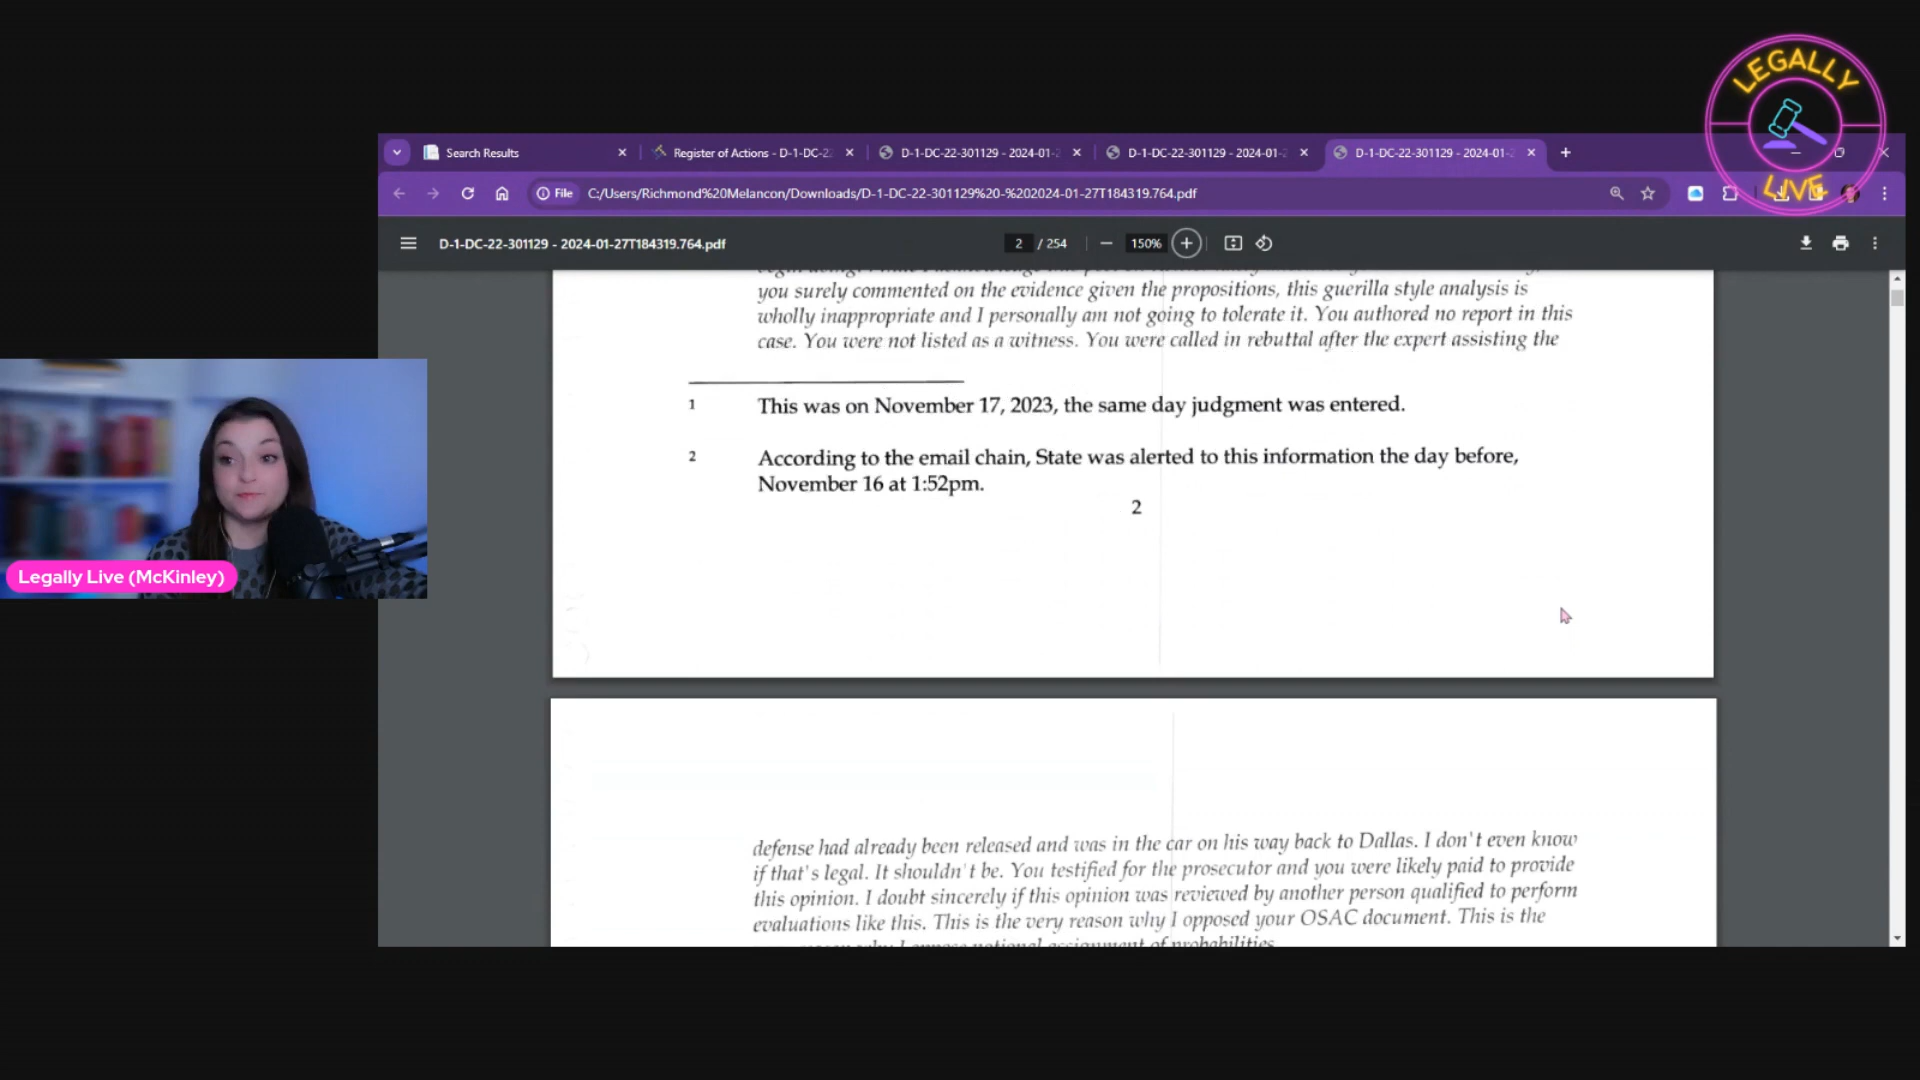 LEGALLY
LIVE
Search Results
Register of Actions - D-1-DC-22
D-1-DC-22-301129 - 2024-01-2
D-1-DC-22-301129 - 2024-01-2
D-1-DC-22-301129 - 2024-01-2
File
C:/Users/Richmond%20Melancon/Downloads/D-1-DC-22-301129%20-%202024-01-27T184319.764.pdf
D-1-DC-22-301129 - 2024-01-27T184319.764.pdf
2 / 254
150%
you surely commented on the evidence given the propositions, this guerilla style analysis is
wholly inappropriate and I personally am not going to tolerate it. You authored no report in this
case. You were not listed as a witness. You were called in rebuttal after the expert assisting the
1 This was on November 17, 2023, the same day judgment was entered.
2 According to the email chain, State was alerted to this information the day before,
November 16 at 1:52pm.
2
Legally Live (McKinley)
defense had already been released and was in the car on his way back to Dallas. I don't even know
if that's legal. It shouldn't be. You testified for the prosecutor and you were likely paid to provide
this opinion. I doubt sincerely if this opinion was reviewed by another person qualified to perform
evaluations like this. This is the very reason why I opposed your OSAC document. This is the
of probabilities